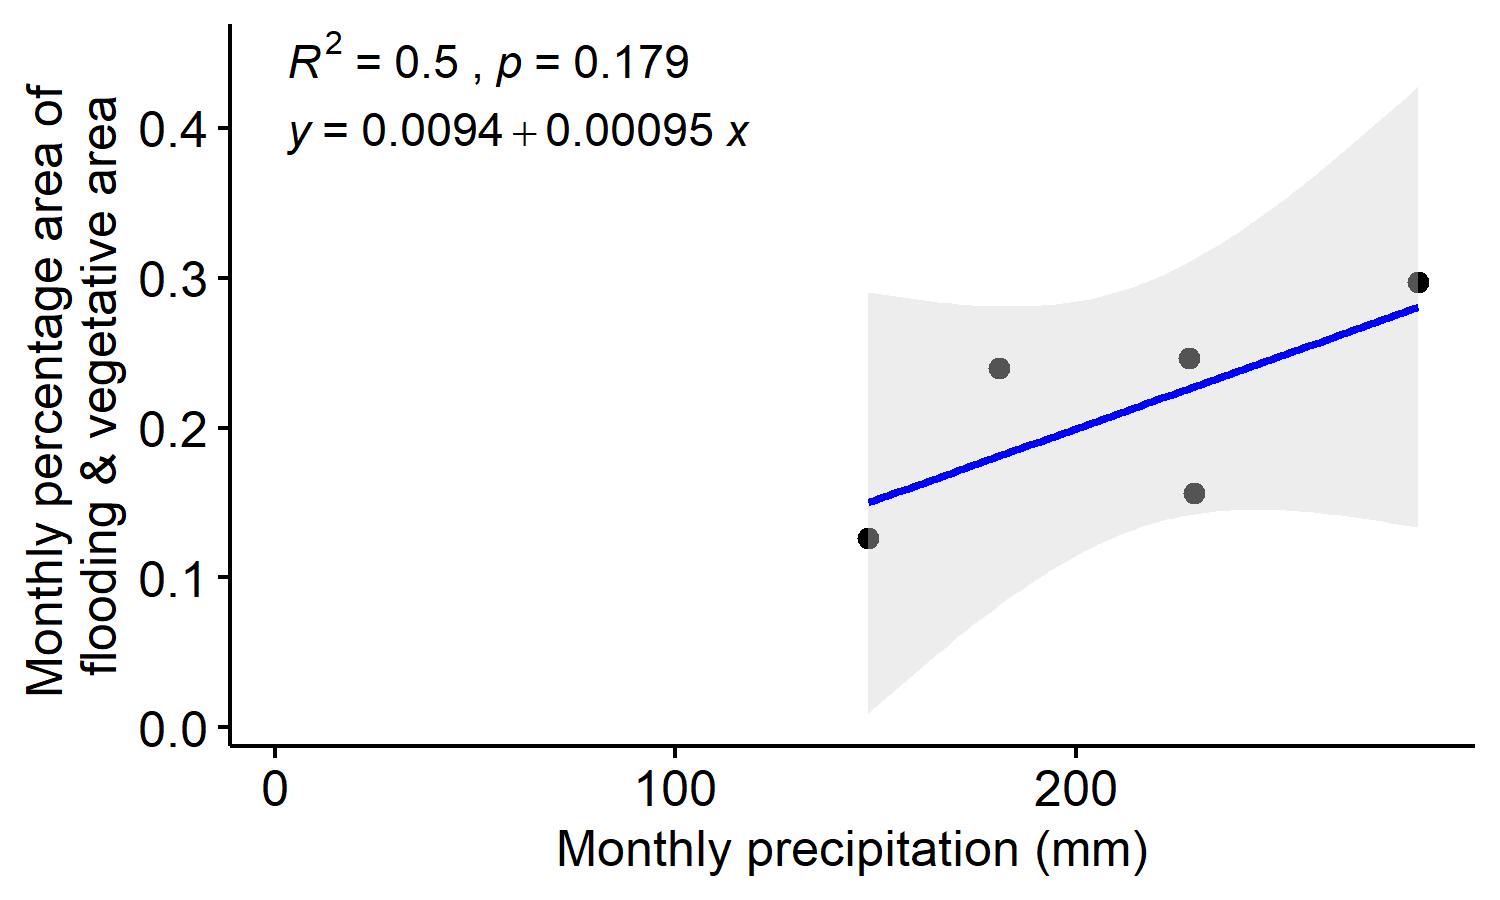 R² = 0.5 , p = 0.179
y = 0.0094 + 0.00095 x
Monthly percentage area of
flooding & vegetative area
0.4
0.3
0.2
0.1
0.0
0
100
200
Monthly precipitation (mm)